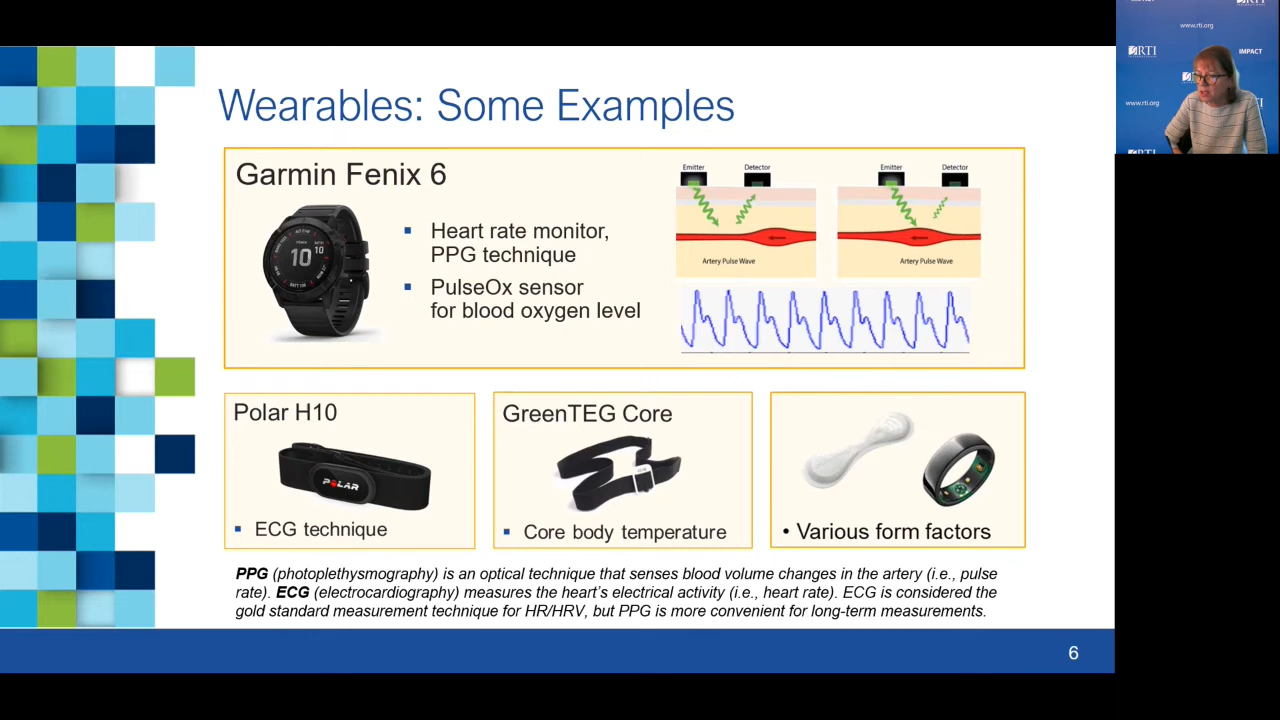 Wearables: Some Examples
Garmin Fenix 6
Heart rate monitor,
PPG technique
PulseOx sensor
for blood oxygen level
Emitter
Detector
Artery Pulse Wave
Emitter
Detector
Artery Pulse Wave
10
10
Polar H10
POLAR
ECG technique
GreenTEG Core
Core body temperature
• Various form factors
PPG (photoplethysmography) is an optical technique that senses blood volume changes in the artery (i.e., pulse
rate). ECG (electrocardiography) measures the heart's electrical activity (i.e., heart rate). ECG is considered the
gold standard measurement technique for HR/HRV, but PPG is more convenient for long-term measurements.
6
www.rti.org
RTI
IMPACT
www.rti.org